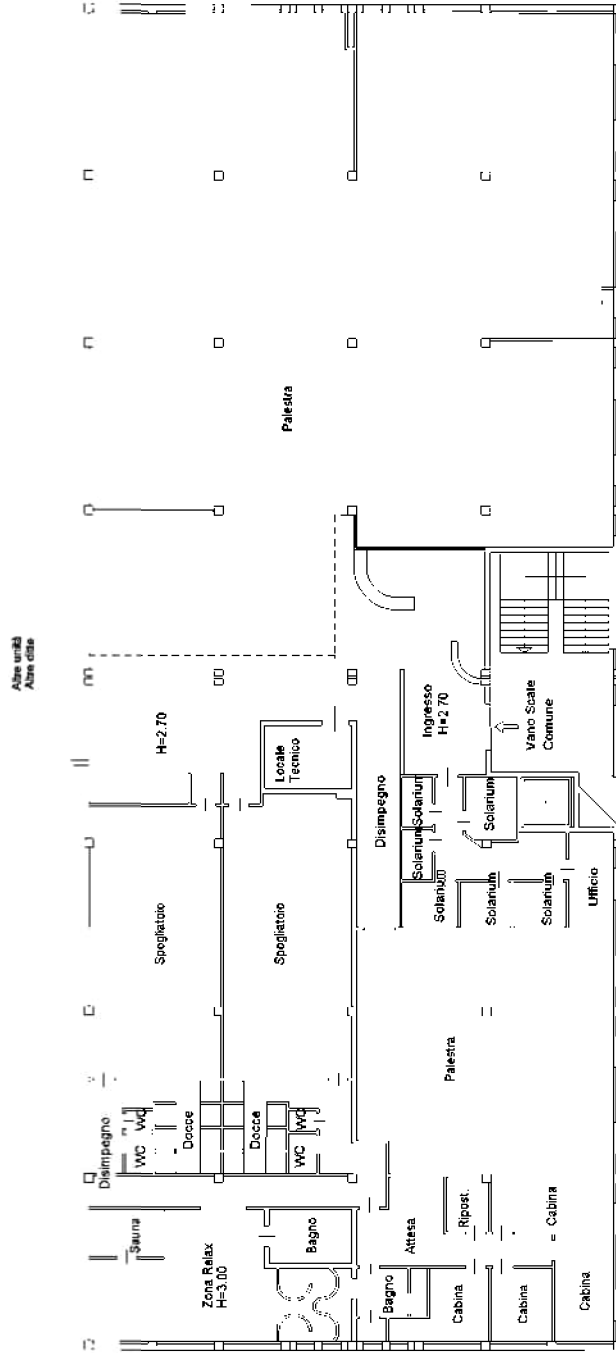 Altre unità
Altre ditte
Palestra
H=2.70
Locale
Tecnico
Ingresso
H=2.70
Vano Scale
Comune
Disimpegno
Solarium
Solarium
Solarium
Solarium
Solarium
Solarium
Ufficio
Spogliatoio
Spogliatoio
Palestra
Disimpegno
WC
WC
Docce
Docce
WC
WC
Sauna
Zona Relax
H=3.00
Bagno
Attesa
Ripost.
Cabina
Bagno
Cabina
Cabina
Cabina